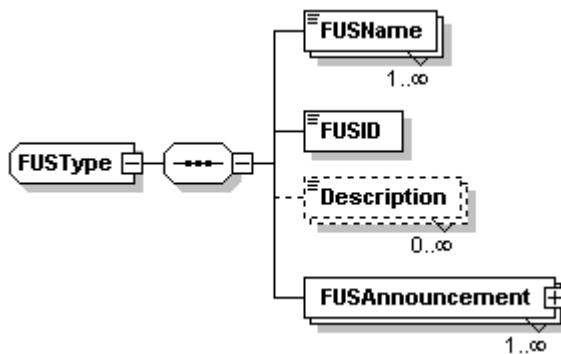 FUSName
1..∞
FUSID
FUSType
Description
0..∞
FUSAnnouncement
1..∞